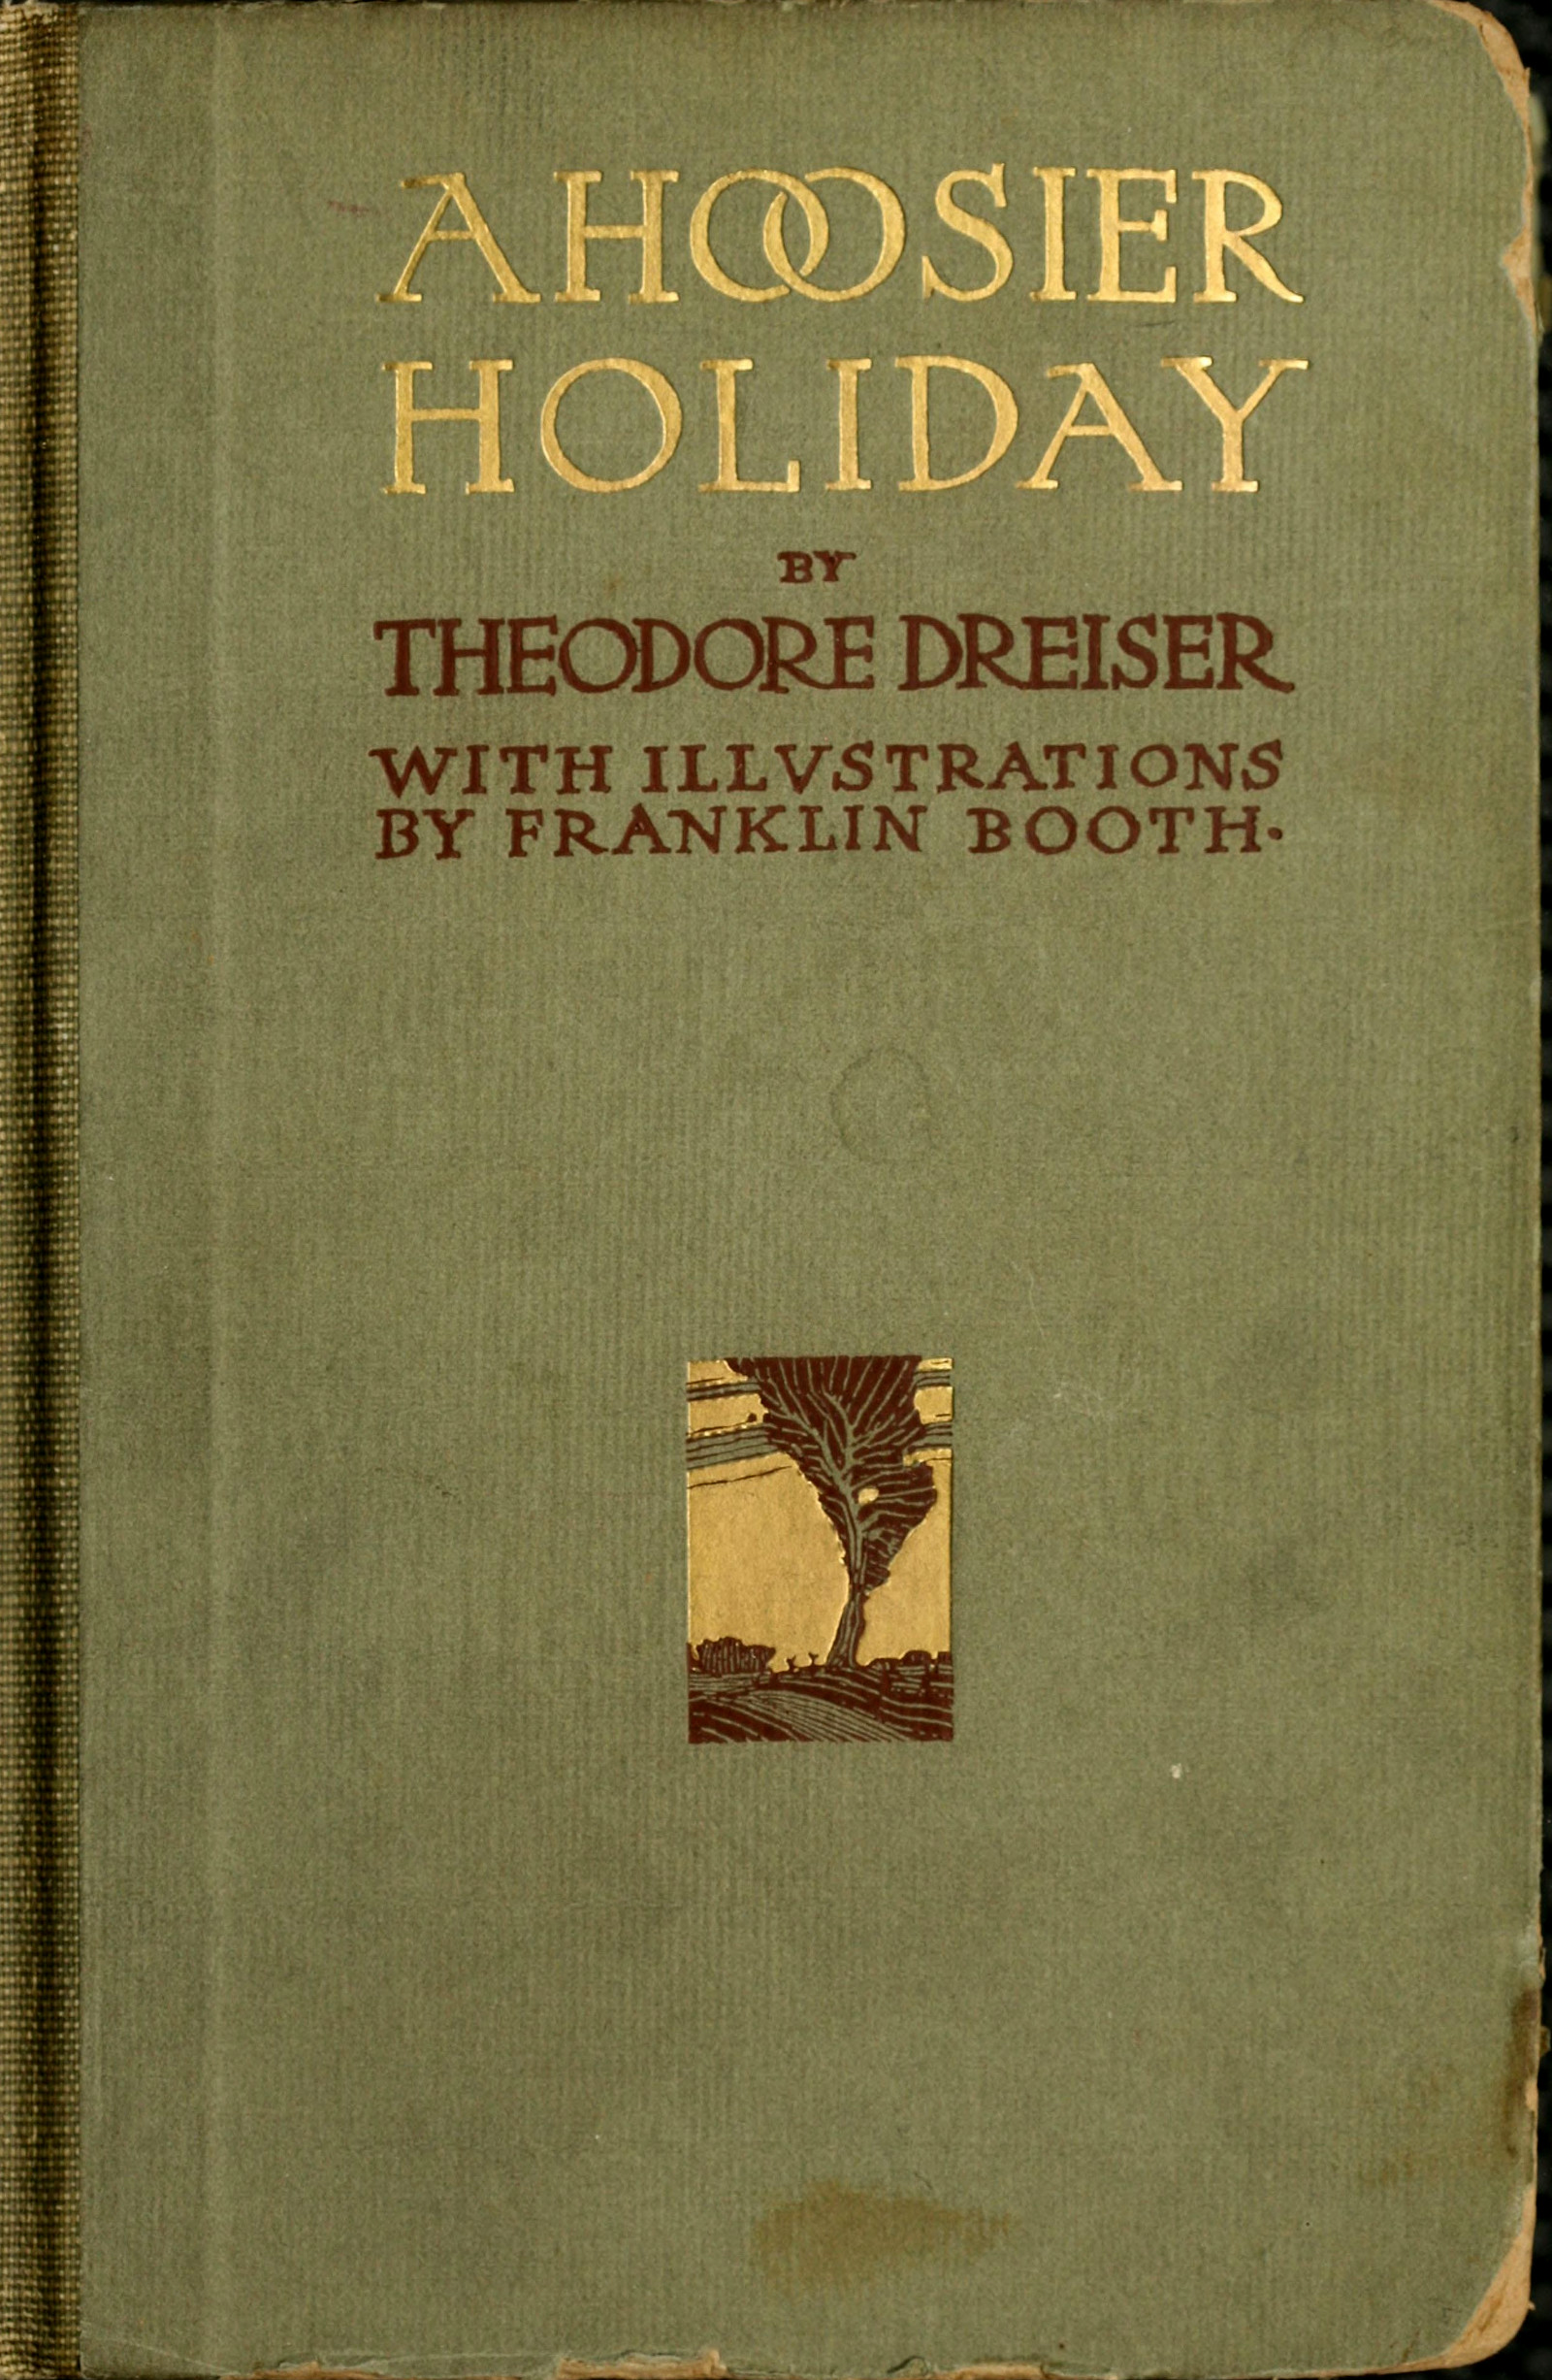 A HOOSIER
HOLIDAY
BY
THEODORE DREISER
WITH ILLVSTRATIONS
BY FRANKLIN BOOTH·